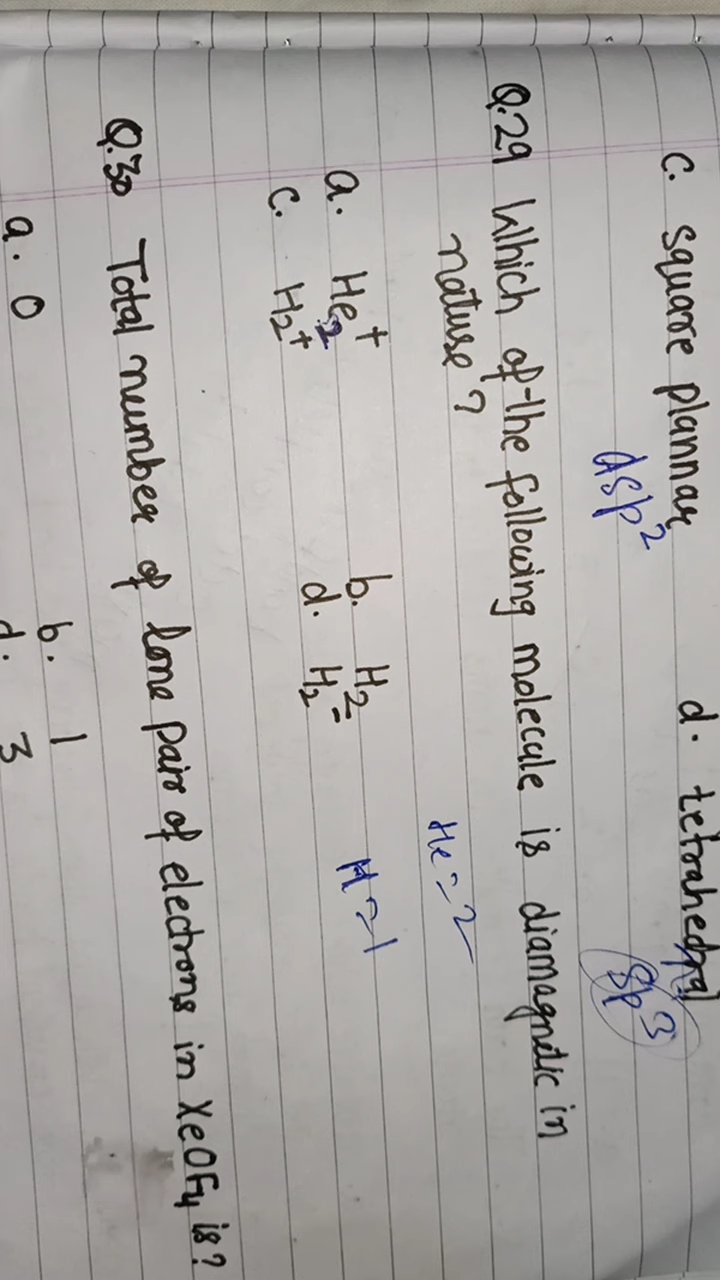 c. square plannar d. tetrahedral
dsp² sp³
Q.29 Which of the following molecule is diamagnetic in
nature?
He = 2
a. He₂⁺ b. H₂
H = 1
c. H₂⁺ d. H₂⁻
Q.30 Total number of lone pair of electrons in XeOF₄ is?
a. 0 b. 1
d. 3